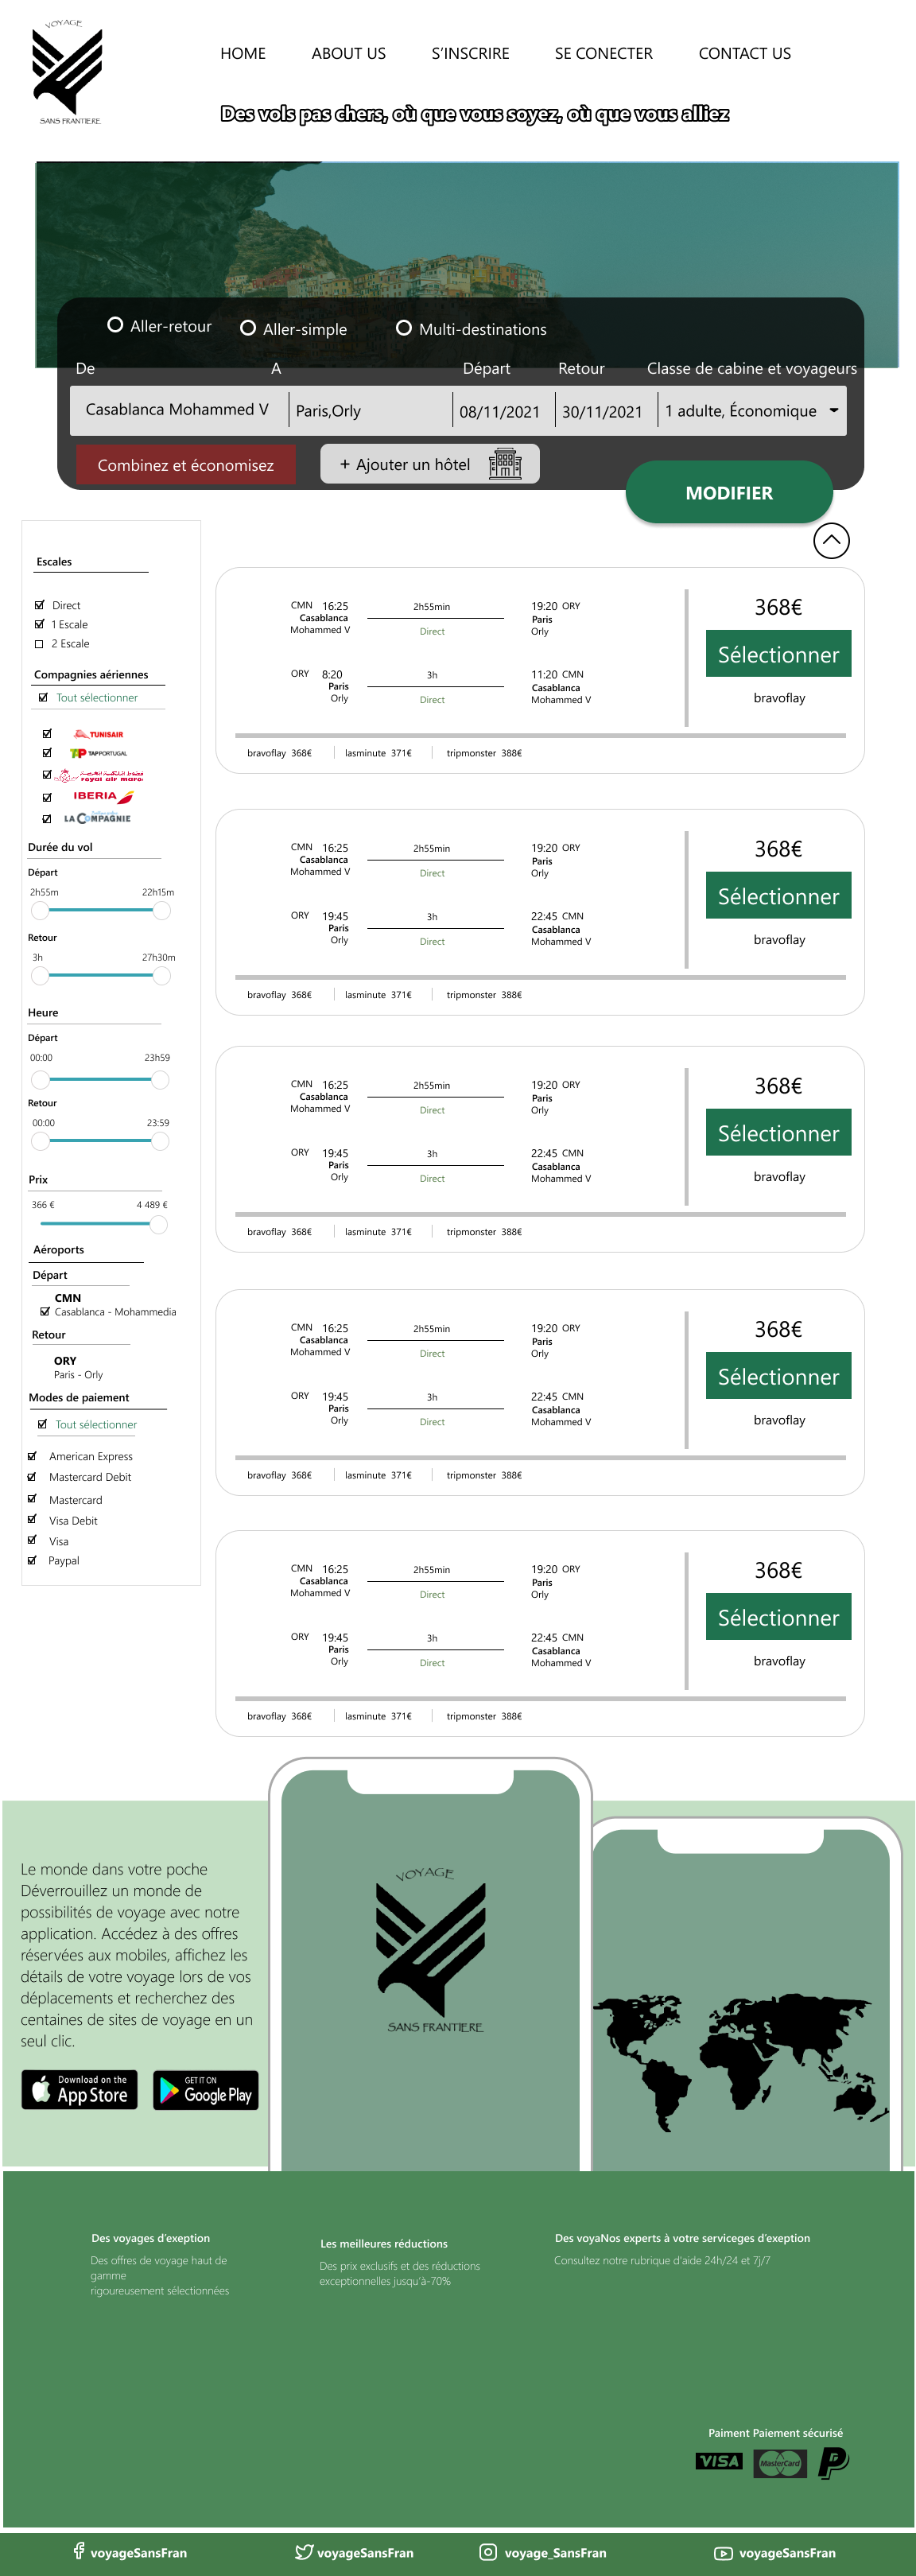 VOYAGE
SANS FRANTIERE
HOME ABOUT US S'INSCRIRE SE CONECTER CONTACT US
Des vols pas chers, où que vous soyez, où que vous alliez
Aller-retour Aller-simple Multi-destinations
De A Départ Retour Classe de cabine et voyageurs
Casablanca Mohammed V Paris,Orly 08/11/2021 30/11/2021 1 adulte, Économique
Combinez et économisez + Ajouter un hôtel
MODIFIER
Escales
Direct
1 Escale
2 Escale
Compagnies aériennes
Tout sélectionner
TUNISAIR
TAP PORTUGAL
royal air maroc
IBERIA
LA COMPAGNIE
Durée du vol
Départ
2h55m 22h15m
Retour
3h 27h30m
Heure
Départ
00:00 23h59
Retour
00:00 23:59
Prix
366 € 4 489 €
Aéroports
Départ
CMN
Casablanca - Mohammedia
Retour
ORY
Paris - Orly
Modes de paiement
Tout sélectionner
American Express
Mastercard Debit
Mastercard
Visa Debit
Visa
Paypal
CMN 16:25 2h55min 19:20 ORY
Casablanca Paris
Mohammed V Direct Orly
ORY 8:20 3h 11:20 CMN
Paris Casablanca
Orly Direct Mohammed V
368€
Sélectionner
bravoflay
bravoflay 368€ lasminute 371€ tripmonster 388€
CMN 16:25 2h55min 19:20 ORY
Casablanca Paris
Mohammed V Direct Orly
ORY 19:45 3h 22:45 CMN
Paris Casablanca
Orly Direct Mohammed V
368€
Sélectionner
bravoflay
bravoflay 368€ lasminute 371€ tripmonster 388€
CMN 16:25 2h55min 19:20 ORY
Casablanca Paris
Mohammed V Direct Orly
ORY 19:45 3h 22:45 CMN
Paris Casablanca
Orly Direct Mohammed V
368€
Sélectionner
bravoflay
bravoflay 368€ lasminute 371€ tripmonster 388€
CMN 16:25 2h55min 19:20 ORY
Casablanca Paris
Mohammed V Direct Orly
ORY 19:45 3h 22:45 CMN
Paris Casablanca
Orly Direct Mohammed V
368€
Sélectionner
bravoflay
bravoflay 368€ lasminute 371€ tripmonster 388€
CMN 16:25 2h55min 19:20 ORY
Casablanca Paris
Mohammed V Direct Orly
ORY 19:45 3h 22:45 CMN
Paris Casablanca
Orly Direct Mohammed V
368€
Sélectionner
bravoflay
bravoflay 368€ lasminute 371€ tripmonster 388€
Le monde dans votre poche
Déverrouillez un monde de
possibilités de voyage avec notre
application. Accédez à des offres
réservées aux mobiles, affichez les
détails de votre voyage lors de vos
déplacements et recherchez des
centaines de sites de voyage en un
seul clic.
Download on the
App Store
GET IT ON
Google Play
VOYAGE
SANS FRANTIERE
Des voyages d'exeption
Des offres de voyage haut de
gamme
rigoureusement sélectionnées
Les meilleures réductions
Des prix exclusifs et des réductions
exceptionnelles jusqu'à-70%
Des voyaNos experts à votre serviceges d'exeption
Consultez notre rubrique d'aide 24h/24 et 7j/7
Paiment Paiement sécurisé
VISA MasterCard
voyageSansFran voyageSansFran voyage_SansFran voyageSansFran